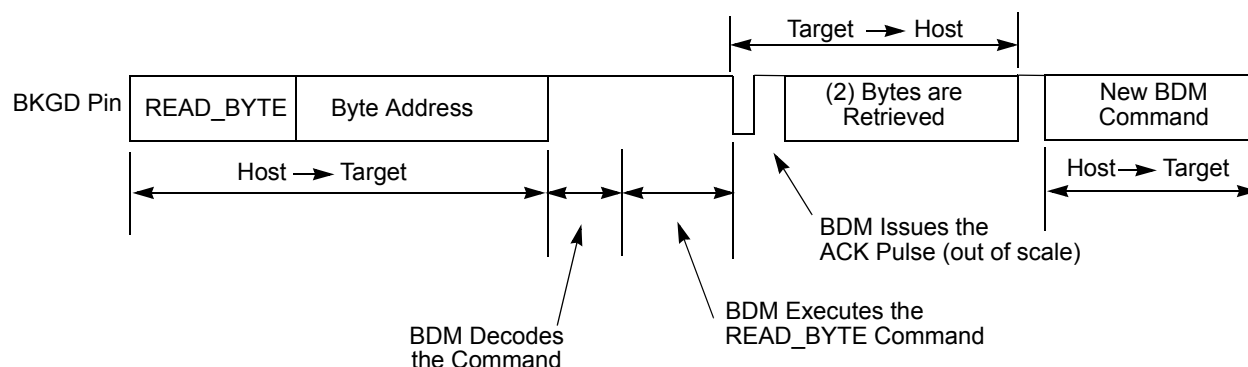 Target → Host
BKGD Pin
READ_BYTE
Byte Address
(2) Bytes are
Retrieved
New BDM
Command
Host → Target
Host → Target
BDM Issues the
ACK Pulse (out of scale)
BDM Decodes
the Command
BDM Executes the
READ_BYTE Command